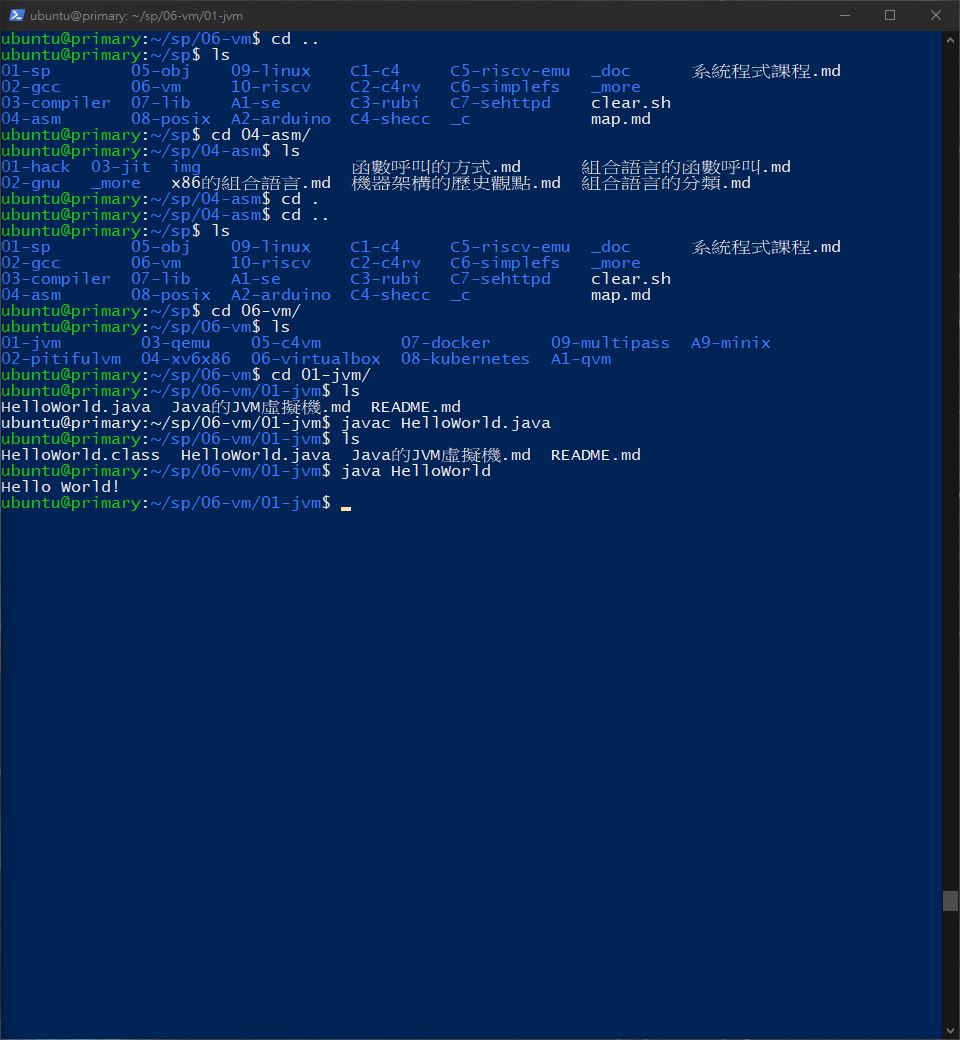 ubuntu@primary: ~/sp/06-vm/01-jvm
ubuntu@primary:~/sp/06-vm$ cd ..
ubuntu@primary:~/sp$ ls
01-sp 05-obj 09-linux C1-c4 C5-riscv-emu _doc 系統程式課程.md
02-gcc 06-vm 10-riscv C2-c4rv C6-simplefs _more
03-compiler 07-lib A1-se C3-rubi C7-sehttpd clear.sh
04-asm 08-posix A2-arduino C4-shecc _c map.md
ubuntu@primary:~/sp$ cd 04-asm/
ubuntu@primary:~/sp/04-asm$ ls
01-hack 03-jit img 函數呼叫的方式.md 組合語言的函數呼叫.md
02-gnu _more x86的組合語言.md 機器架構的歷史觀點.md 組合語言的分類.md
ubuntu@primary:~/sp/04-asm$ cd .
ubuntu@primary:~/sp/04-asm$ cd ..
ubuntu@primary:~/sp$ ls
01-sp 05-obj 09-linux C1-c4 C5-riscv-emu _doc 系統程式課程.md
02-gcc 06-vm 10-riscv C2-c4rv C6-simplefs _more
03-compiler 07-lib A1-se C3-rubi C7-sehttpd clear.sh
04-asm 08-posix A2-arduino C4-shecc _c map.md
ubuntu@primary:~/sp$ cd 06-vm/
ubuntu@primary:~/sp/06-vm$ ls
01-jvm 03-qemu 05-c4vm 07-docker 09-multipass A9-minix
02-pitifulvm 04-xv6x86 06-virtualbox 08-kubernetes A1-qvm
ubuntu@primary:~/sp/06-vm$ cd 01-jvm/
ubuntu@primary:~/sp/06-vm/01-jvm$ ls
HelloWorld.java Java的JVM虛擬機.md README.md
ubuntu@primary:~/sp/06-vm/01-jvm$ javac HelloWorld.java
ubuntu@primary:~/sp/06-vm/01-jvm$ ls
HelloWorld.class HelloWorld.java Java的JVM虛擬機.md README.md
ubuntu@primary:~/sp/06-vm/01-jvm$ java HelloWorld
Hello World!
ubuntu@primary:~/sp/06-vm/01-jvm$